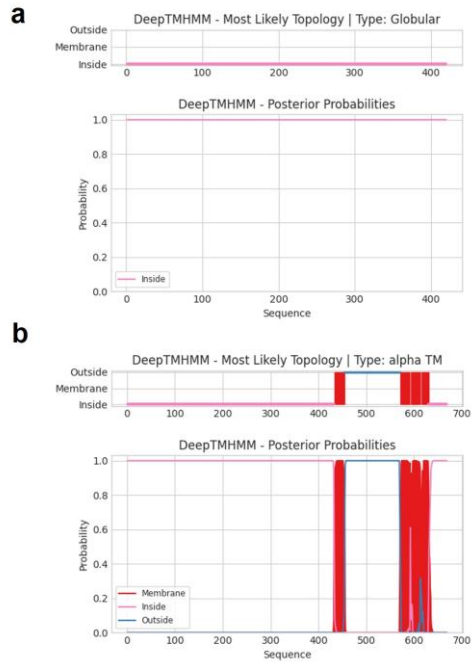 a
DeepTMHMM - Most Likely Topology | Type: Globular
Outside
Membrane
Inside
0 100 200 300 400
DeepTMHMM - Posterior Probabilities
1.0
0.8
0.6
0.4
0.2
0.0
Probability
Inside
0 100 200 300 400
Sequence
b
DeepTMHMM - Most Likely Topology | Type: alpha TM
Outside
Membrane
Inside
0 100 200 300 400 500 600 700
DeepTMHMM - Posterior Probabilities
1.0
0.8
0.6
0.4
0.2
0.0
Probability
Membrane
Inside
Outside
0 100 200 300 400 500 600 700
Sequence